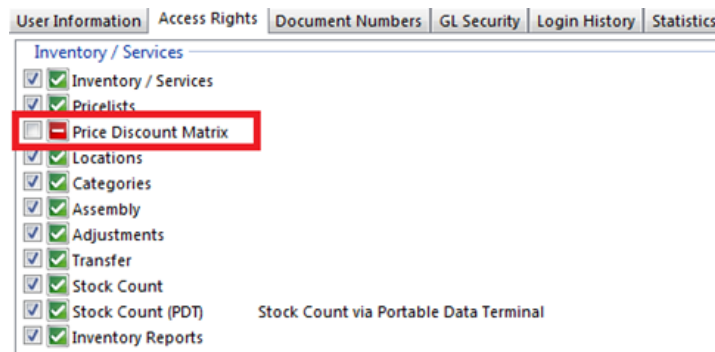 User Information Access Rights Document Numbers GL Security Login History Statistics
Inventory / Services
Inventory / Services
Pricelists
Price Discount Matrix
Locations
Categories
Assembly
Adjustments
Transfer
Stock Count
Stock Count (PDT) Stock Count via Portable Data Terminal
Inventory Reports